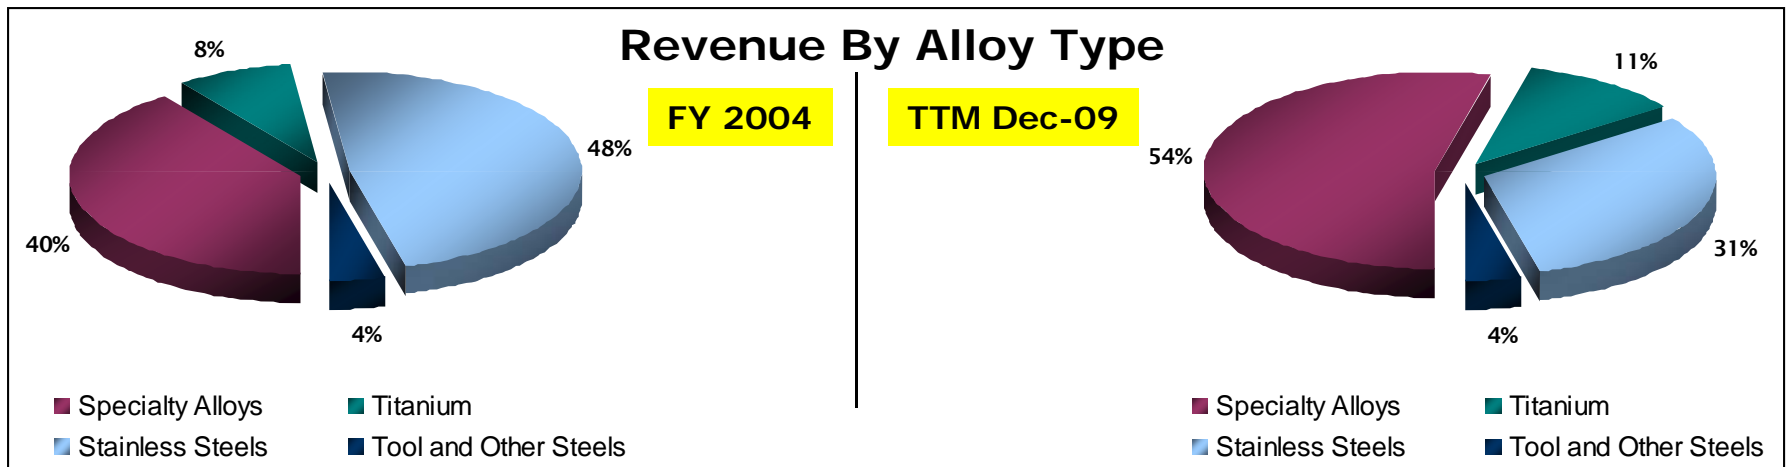 Revenue By Alloy Type
FY 2004
TTM Dec-09
8%
48%
40%
4%
Specialty Alloys
Titanium
Stainless Steels
Tool and Other Steels
11%
54%
31%
4%
Specialty Alloys
Titanium
Stainless Steels
Tool and Other Steels